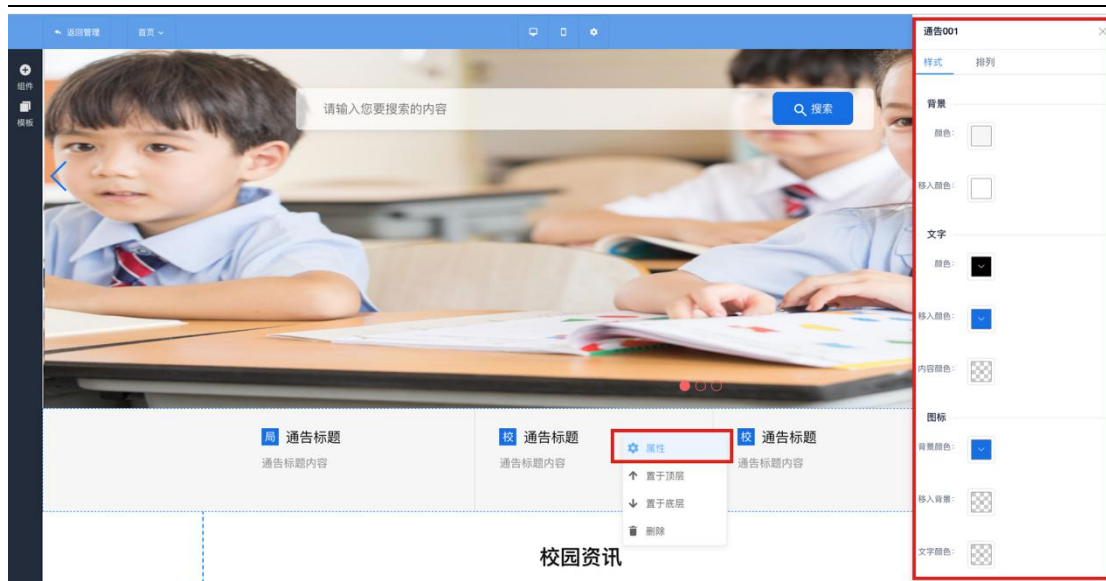 返回管理
首页
组件
模板
请输入您要搜索的内容
搜索
局 通告标题
通告标题内容
校 通告标题
通告标题内容
校 通告标题
通告标题内容
属性
置于顶层
置于底层
删除
校园资讯
通告001
样式 排列
背景
颜色：
移入颜色：
文字
颜色：
移入颜色：
内容颜色：
图标
背景颜色：
移入背景：
文字颜色：